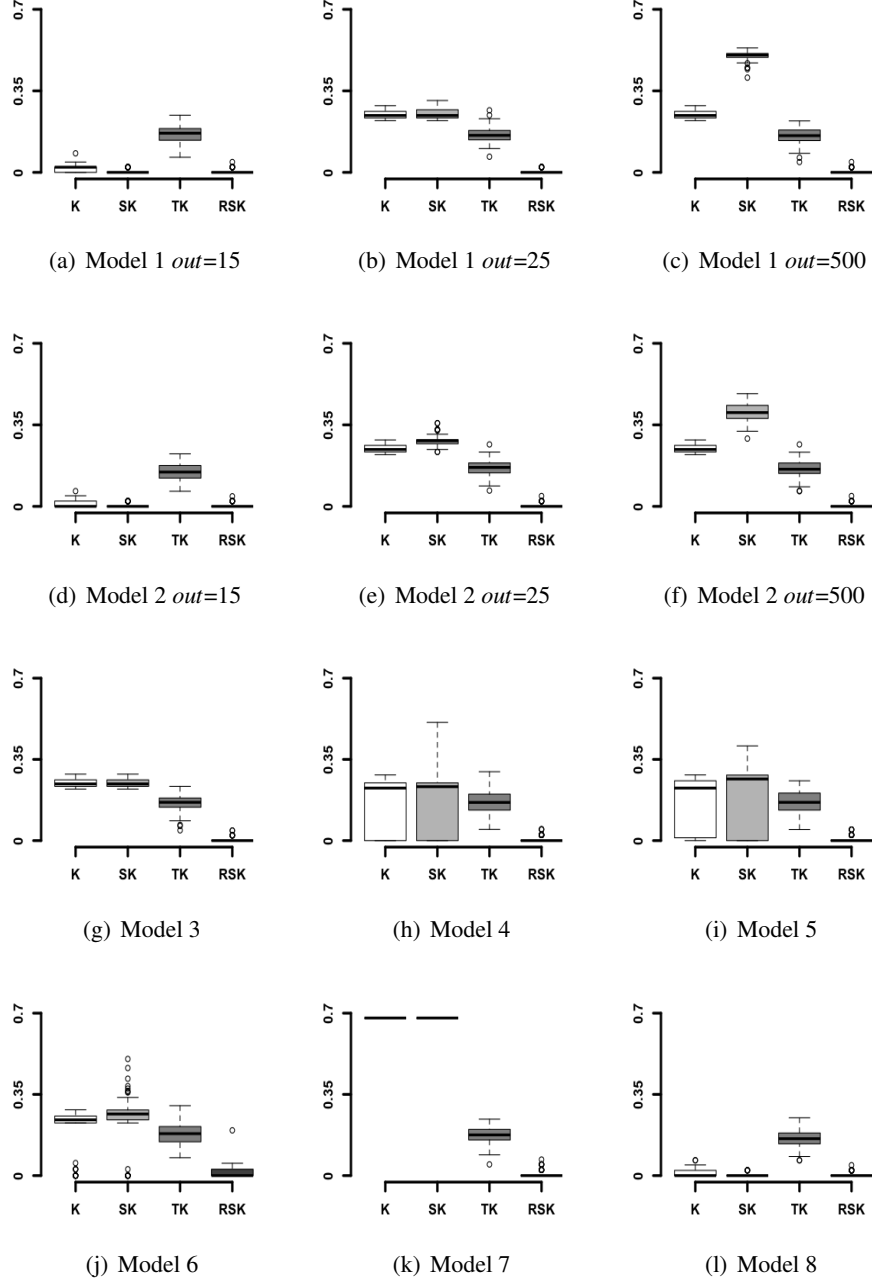 0.7 0.7 0.7
0.35 0.35 0.35
0 0 0
K SK TK RSK K SK TK RSK K SK TK RSK
(a) Model 1 out=15 (b) Model 1 out=25 (c) Model 1 out=500
0.7 0.7 0.7
0.35 0.35 0.35
0 0 0
K SK TK RSK K SK TK RSK K SK TK RSK
(d) Model 2 out=15 (e) Model 2 out=25 (f) Model 2 out=500
0.7 0.7 0.7
0.35 0.35 0.35
0 0 0
K SK TK RSK K SK TK RSK K SK TK RSK
(g) Model 3 (h) Model 4 (i) Model 5
0.7 0.7 0.7
0.35 0.35 0.35
0 0 0
K SK TK RSK K SK TK RSK K SK TK RSK
(j) Model 6 (k) Model 7 (l) Model 8